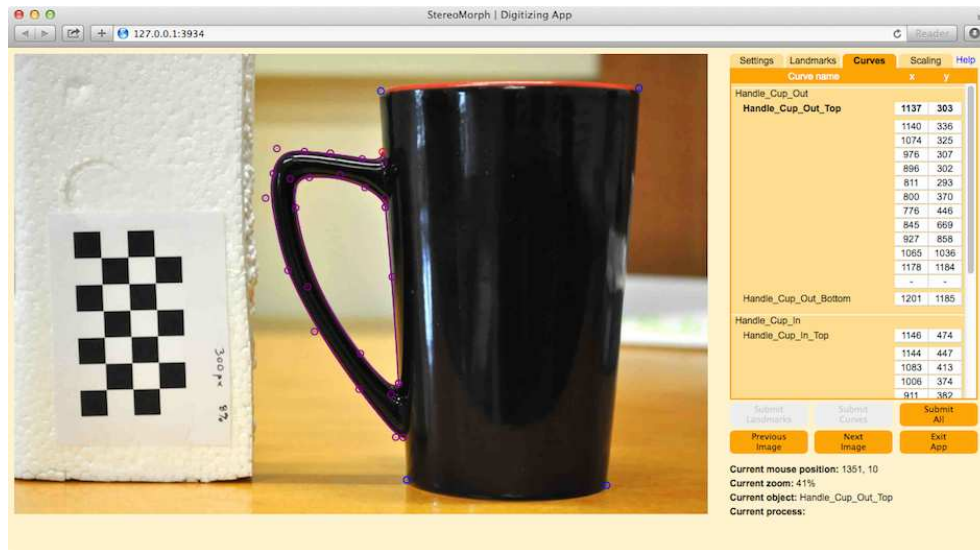 StereoMorph | Digitizing App
127.0.0.1:3934
Reader
Settings Landmarks Curves Scaling Help
Curve name x y
Handle_Cup_Out
Handle_Cup_Out_Top 1137 303
1140 336
1074 325
976 307
896 302
811 293
800 370
776 446
845 669
927 858
1065 1036
1178 1184
- -
Handle_Cup_Out_Bottom 1201 1185
Handle_Cup_In
Handle_Cup_In_Top 1146 474
1144 447
1083 413
1006 374
911 382
Submit Landmarks
Submit Curves
Submit All
Previous Image
Next Image
Exit App
Current mouse position: 1351, 10
Current zoom: 41%
Current object: Handle_Cup_Out_Top
Current process:
300px